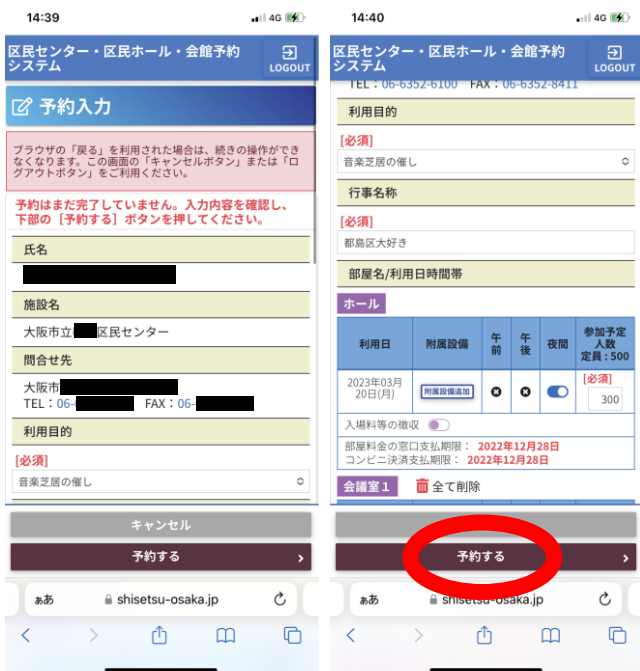 14:39
4G
区民センター・区民ホール・会館予約
システム
LOGOUT
予約入力
ブラウザの「戻る」を利用された場合は、続きの操作ができ
なくなります。この画面の「キャンセルボタン」または「ロ
グアウトボタン」をご利用ください。
予約はまだ完了していません。入力内容を確認し、
下部の［予約する］ボタンを押してください。
氏名
施設名
大阪市立 区民センター
問合せ先
大阪市
TEL：06- FAX：06-
利用目的
[必須]
音楽芝居の催し
キャンセル
予約する
ぁあ
shisetsu-osaka.jp
14:40
4G
区民センター・区民ホール・会館予約
システム
LOGOUT
TEL：06-6352-6100 FAX：06-6352-8411
利用目的
[必須]
音楽芝居の催し
行事名称
[必須]
都島区大好き
部屋名/利用日時間帯
ホール
利用日 附属設備 午前 午後 夜間 参加予定人数 定員：500
2023年03月20日(月) 附属設備追加 [必須] 300
入場料等の徴収
部屋料金の窓口支払期限： 2022年12月28日
コンビニ決済支払期限： 2022年12月28日
会議室１ 全て削除
予約する
ぁあ
shisetsu-osaka.jp